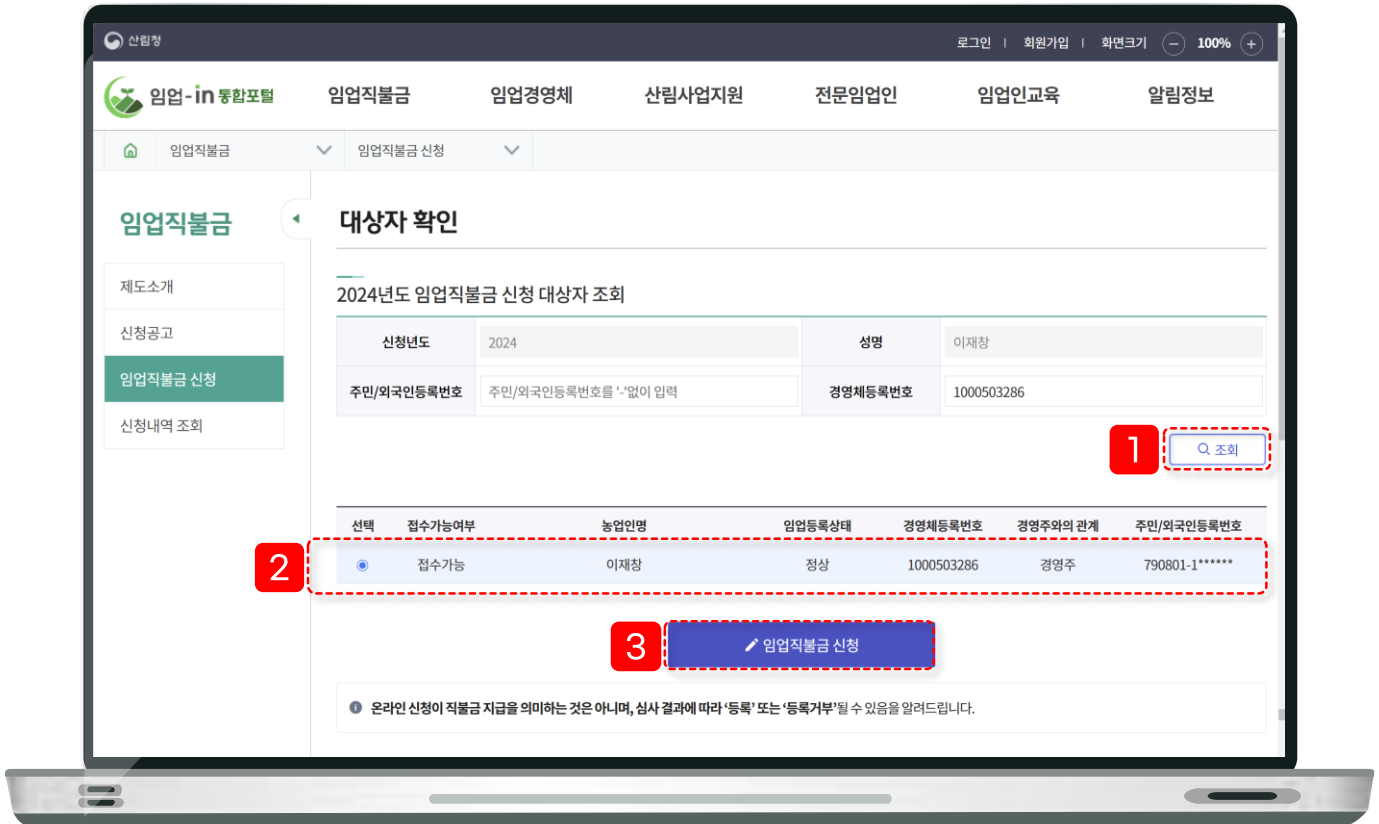 산림청
로그인 | 회원가입 | 화면크기 − 100% +
임업-in 통합포털 임업직불금 임업경영체 산림사업지원 전문임업인 임업인교육 알림정보
임업직불금 임업직불금 신청
임업직불금
제도소개
신청공고
임업직불금 신청
신청내역 조회
대상자 확인
2024년도 임업직불금 신청 대상자 조회
신청년도 2024 성명 이재창
주민/외국인등록번호 주민/외국인등록번호를 '-'없이 입력 경영체등록번호 1000503286
1 조회
선택 접수가능여부 농업인명 임업등록상태 경영체등록번호 경영주와의 관계 주민/외국인등록번호
2 접수가능 이재창 정상 1000503286 경영주 790801-1******
3 임업직불금 신청
온라인 신청이 직불금 지급을 의미하는 것은 아니며, 심사 결과에 따라 ‘등록’ 또는 ‘등록거부’될 수 있음을 알려드립니다.